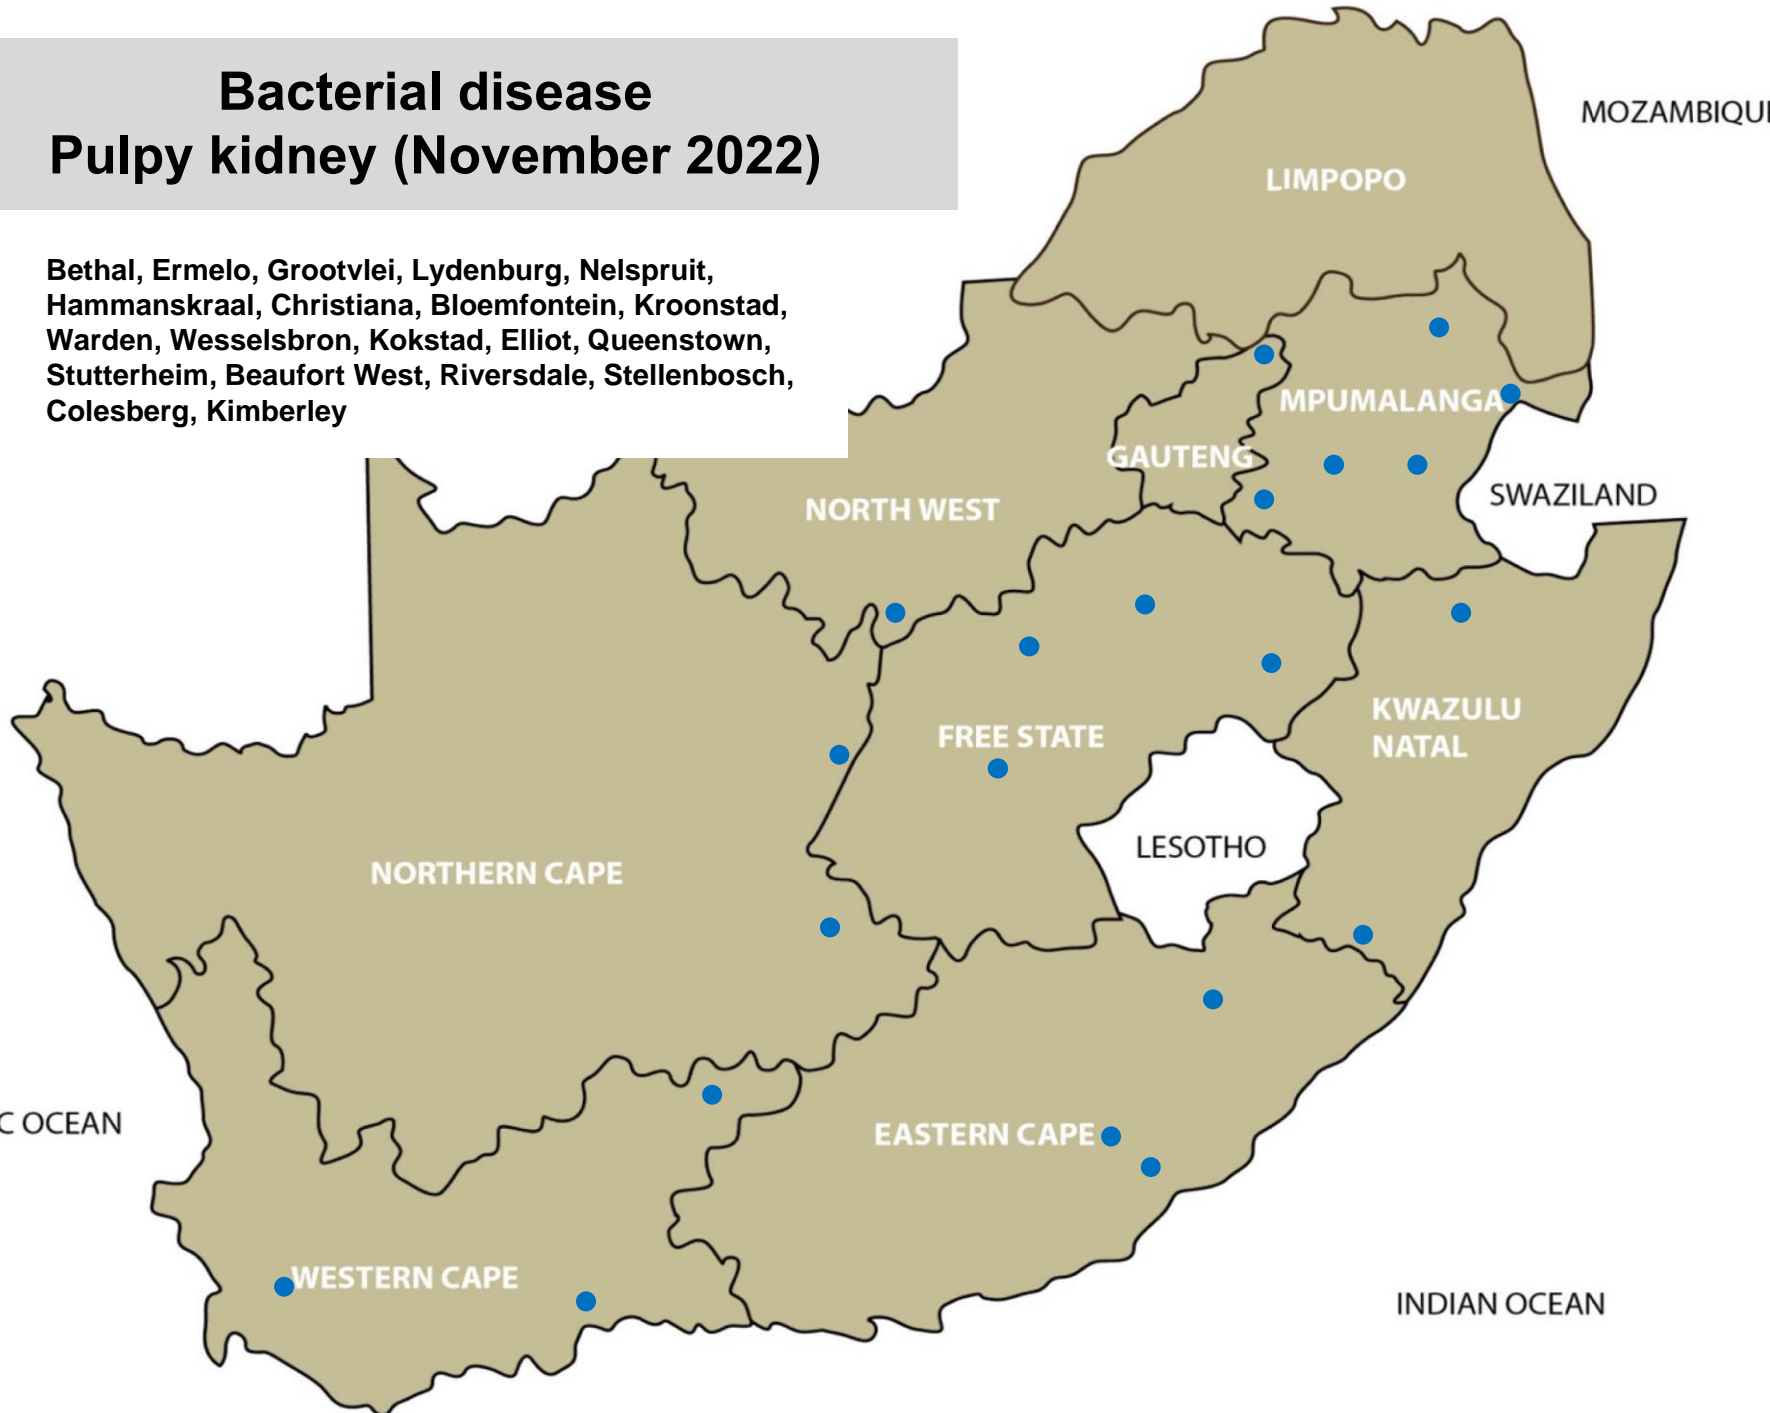 Bacterial disease
Pulpy kidney (November 2022)
Bethal, Ermelo, Grootvlei, Lydenburg, Nelspruit,
Hammanskraal, Christiana, Bloemfontein, Kroonstad,
Warden, Wesselsbron, Kokstad, Elliot, Queenstown,
Stutterheim, Beaufort West, Riversdale, Stellenbosch,
Colesberg, Kimberley
MOZAMBIQUE
LIMPOPO
MPUMALANGA
GAUTENG
SWAZILAND
NORTH WEST
KWAZULU
NATAL
FREE STATE
LESOTHO
NORTHERN CAPE
C OCEAN
EASTERN CAPE
WESTERN CAPE
INDIAN OCEAN